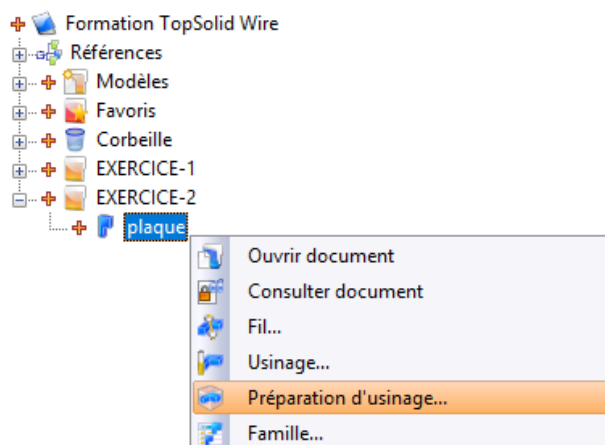 Formation TopSolid Wire
Références
Modèles
Favoris
Corbeille
EXERCICE-1
EXERCICE-2
plaque
Ouvrir document
Consulter document
Fil...
Usinage...
Préparation d'usinage...
Famille...